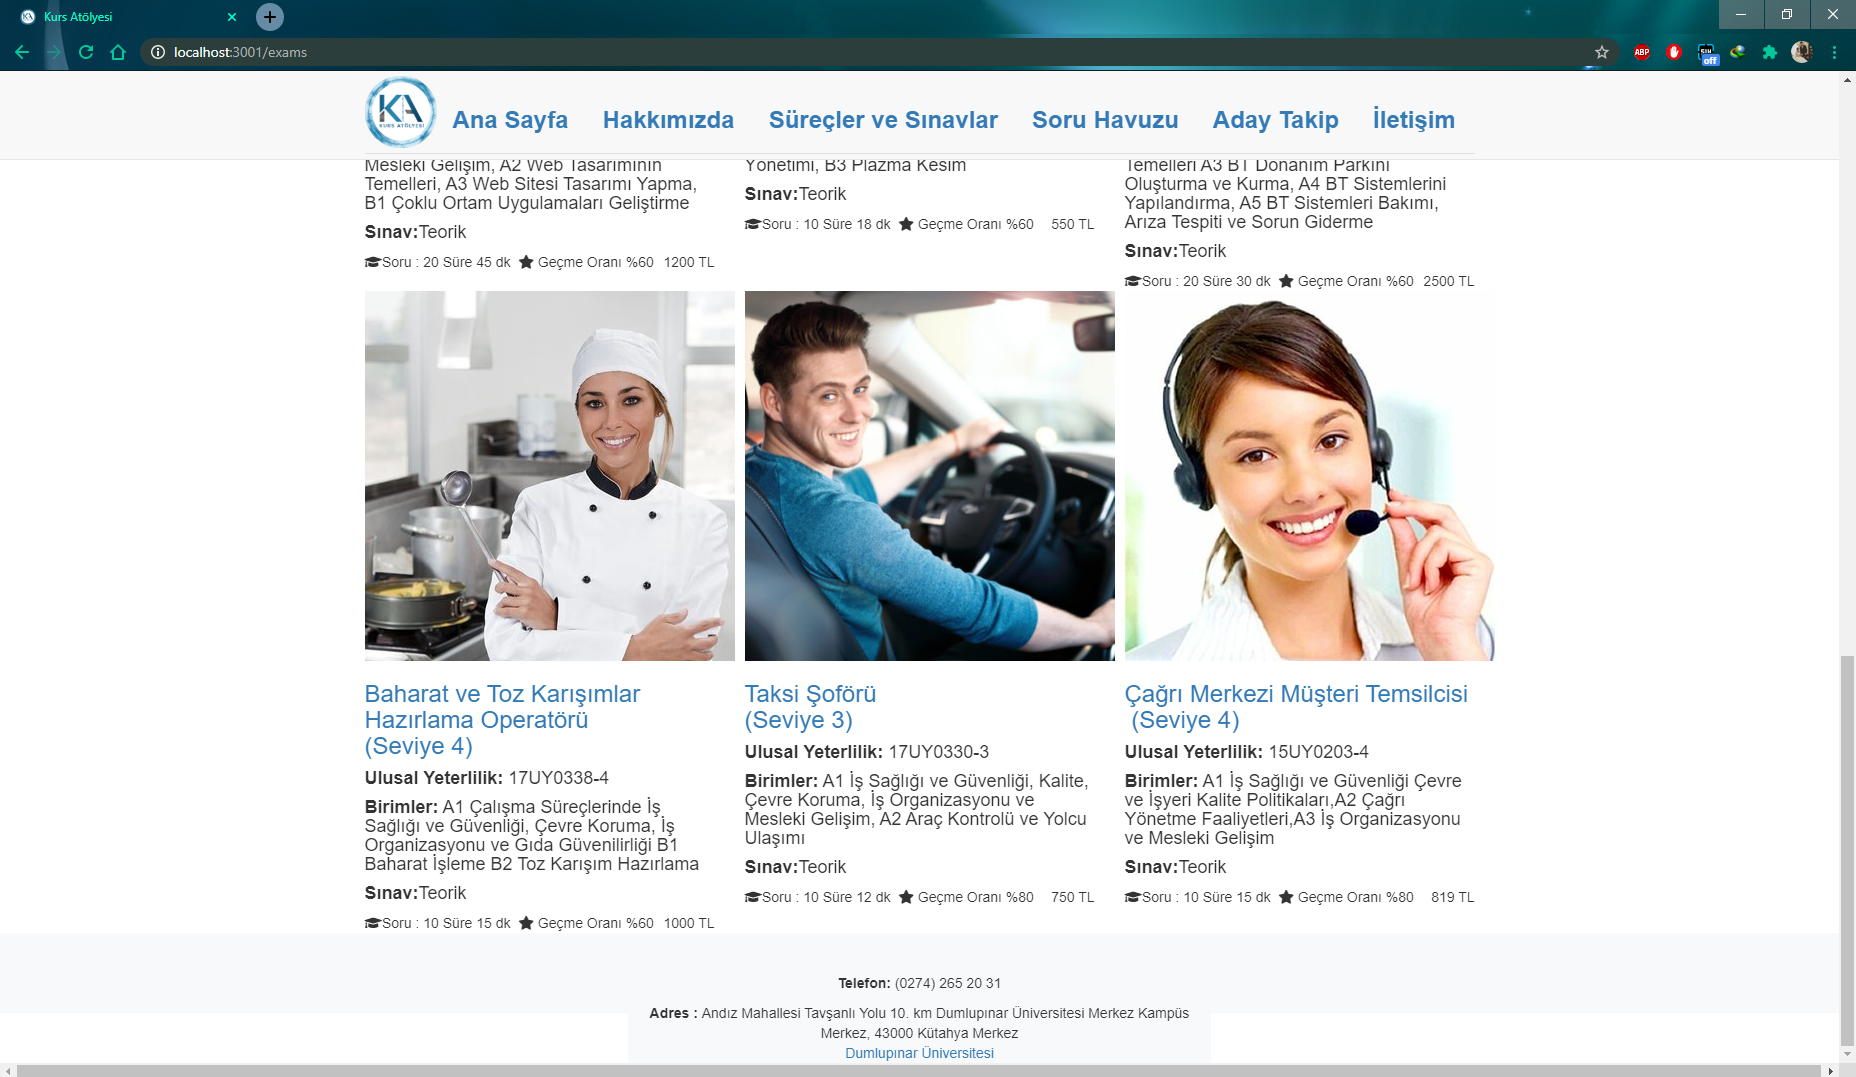 Kurs Atölyesi
localhost:3001/exams
ABP
off
KA
KURS ATÖLYESİ
Ana Sayfa Hakkımızda Süreçler ve Sınavlar Soru Havuzu Aday Takip İletişim
Mesleki Gelişim, A2 Web Tasarımının
Temelleri, A3 Web Sitesi Tasarımı Yapma,
B1 Çoklu Ortam Uygulamaları Geliştirme
Sınav:Teorik
Soru : 20 Süre 45 dk Geçme Oranı %60 1200 TL
Yönetimi, B3 Plazma Kesim
Sınav:Teorik
Soru : 10 Süre 18 dk Geçme Oranı %60 550 TL
Temelleri A3 BT Donanım Parkını
Oluşturma ve Kurma, A4 BT Sistemlerini
Yapılandırma, A5 BT Sistemleri Bakımı,
Arıza Tespiti ve Sorun Giderme
Sınav:Teorik
Soru : 20 Süre 30 dk Geçme Oranı %60 2500 TL
Baharat ve Toz Karışımlar
Hazırlama Operatörü
(Seviye 4)
Ulusal Yeterlilik: 17UY0338-4
Birimler: A1 Çalışma Süreçlerinde İş
Sağlığı ve Güvenliği, Çevre Koruma, İş
Organizasyonu ve Gıda Güvenilirliği B1
Baharat İşleme B2 Toz Karışım Hazırlama
Sınav:Teorik
Soru : 10 Süre 15 dk Geçme Oranı %60 1000 TL
Taksi Şoförü
(Seviye 3)
Ulusal Yeterlilik: 17UY0330-3
Birimler: A1 İş Sağlığı ve Güvenliği, Kalite,
Çevre Koruma, İş Organizasyonu ve
Mesleki Gelişim, A2 Araç Kontrolü ve Yolcu
Ulaşımı
Sınav:Teorik
Soru : 10 Süre 12 dk Geçme Oranı %80 750 TL
Çağrı Merkezi Müşteri Temsilcisi
(Seviye 4)
Ulusal Yeterlilik: 15UY0203-4
Birimler: A1 İş Sağlığı ve Güvenliği Çevre
ve İşyeri Kalite Politikaları,A2 Çağrı
Yönetme Faaliyetleri,A3 İş Organizasyonu
ve Mesleki Gelişim
Sınav:Teorik
Soru : 10 Süre 15 dk Geçme Oranı %80 819 TL
Telefon: (0274) 265 20 31
Adres : Andız Mahallesi Tavşanlı Yolu 10. km Dumlupınar Üniversitesi Merkez Kampüs
Merkez, 43000 Kütahya Merkez
Dumlupınar Üniversitesi